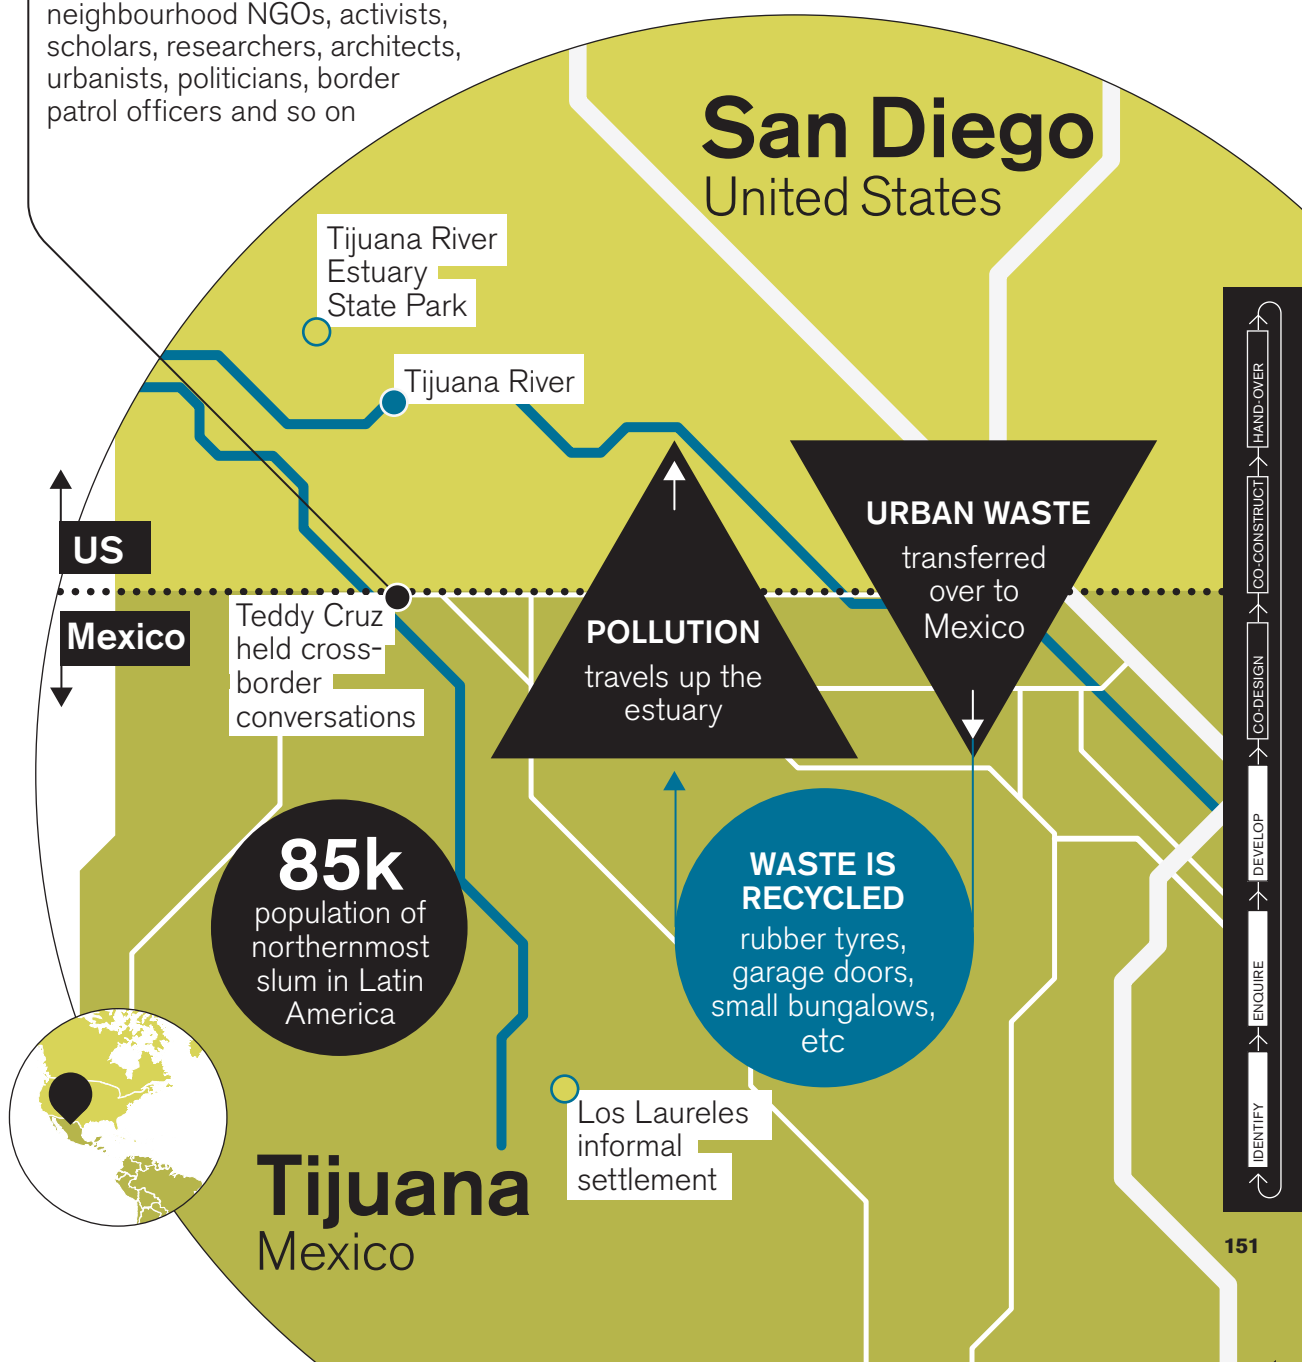 neighbourhood NGOs, activists,
scholars, researchers, architects,
urbanists, politicians, border
patrol officers and so on
San Diego
United States
Tijuana River
Estuary
State Park
Tijuana River
US
Mexico
Teddy Cruz
held cross-
border
conversations
POLLUTION
travels up the
estuary
URBAN WASTE
transferred
over to
Mexico
85k
population of
northernmost
slum in Latin
America
WASTE IS
RECYCLED
rubber tyres,
garage doors,
small bungalows,
etc
Los Laureles
informal
settlement
Tijuana
Mexico
HAND-OVER
CO-CONSTRUCT
CO-DESIGN
DEVELOP
ENQUIRE
IDENTIFY
151